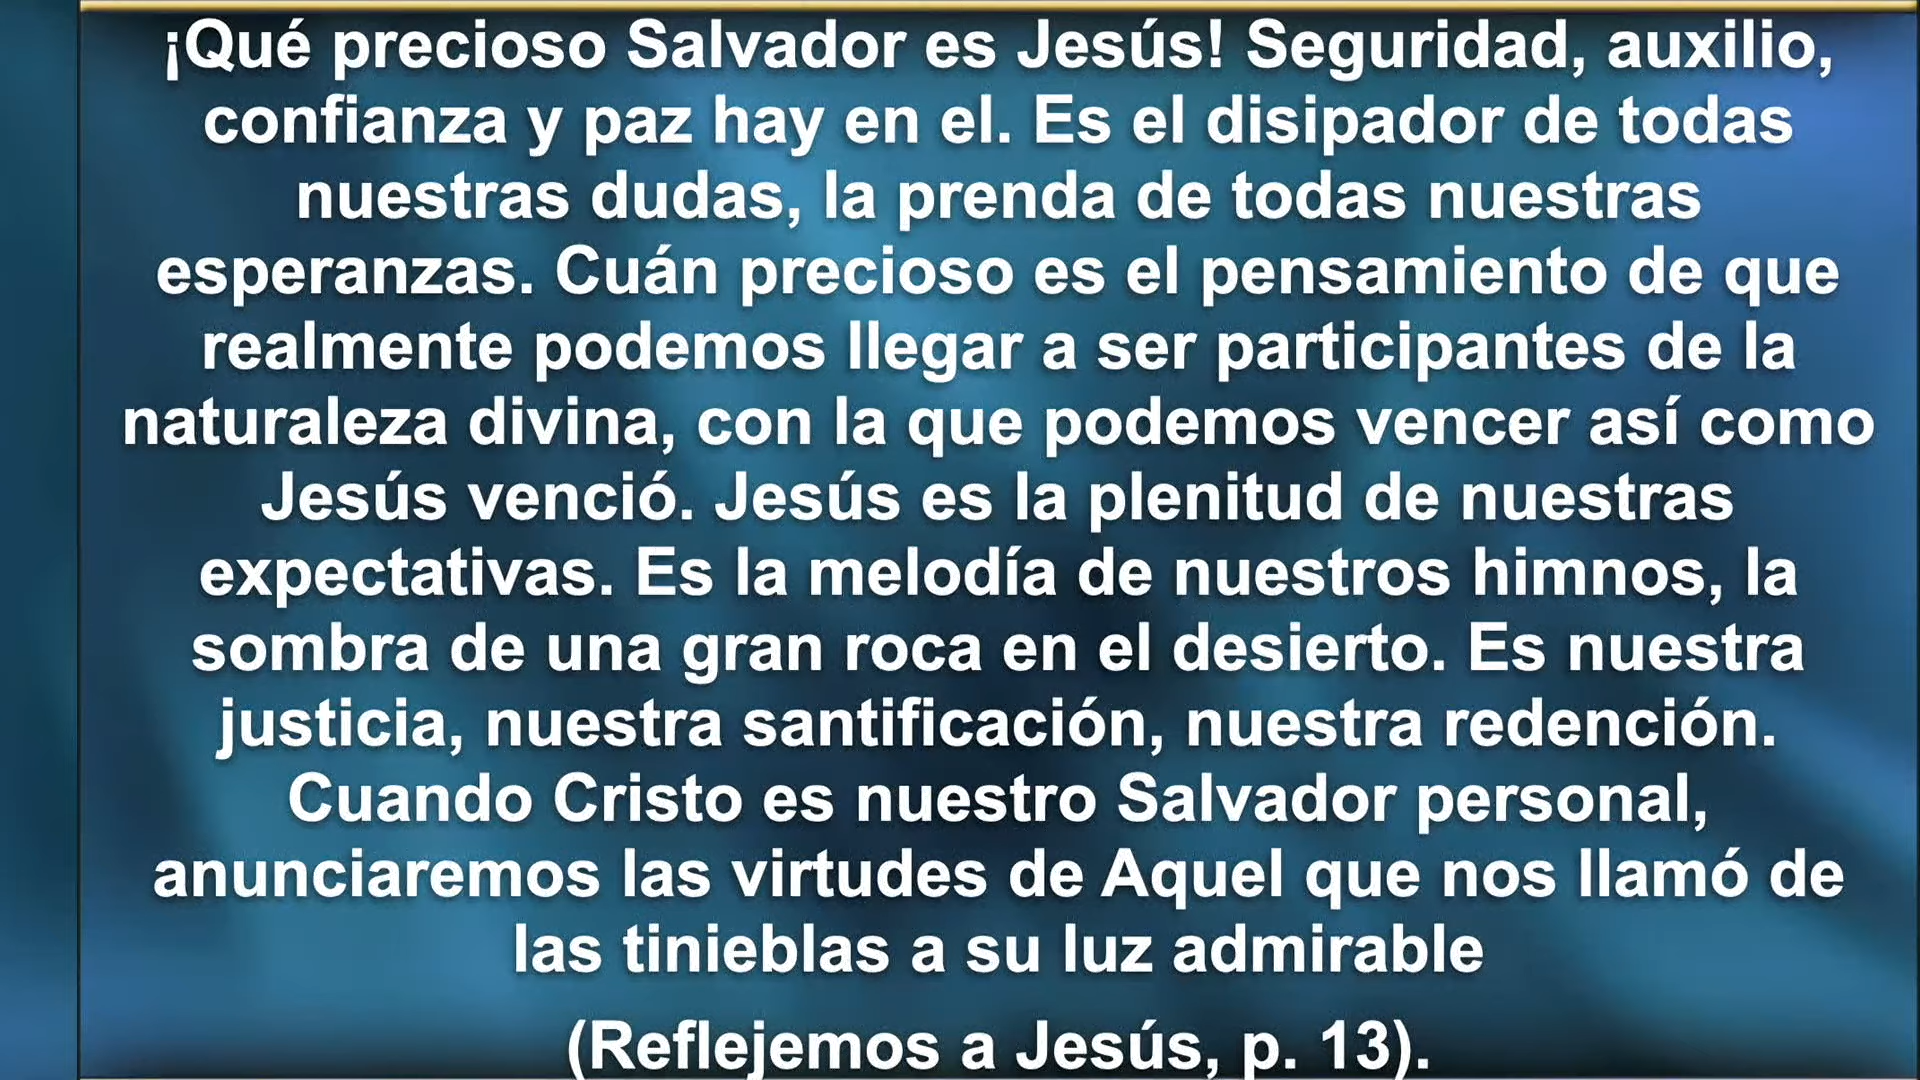 ¡Qué precioso Salvador es Jesús! Seguridad, auxilio,
confianza y paz hay en el. Es el disipador de todas
nuestras dudas, la prenda de todas nuestras
esperanzas. Cuán precioso es el pensamiento de que
realmente podemos llegar a ser participantes de la
naturaleza divina, con la que podemos vencer así como
Jesús venció. Jesús es la plenitud de nuestras
expectativas. Es la melodía de nuestros himnos, la
sombra de una gran roca en el desierto. Es nuestra
justicia, nuestra santificación, nuestra redención.
Cuando Cristo es nuestro Salvador personal,
anunciaremos las virtudes de Aquel que nos llamó de
las tinieblas a su luz admirable
(Reflejemos a Jesús, p. 13).